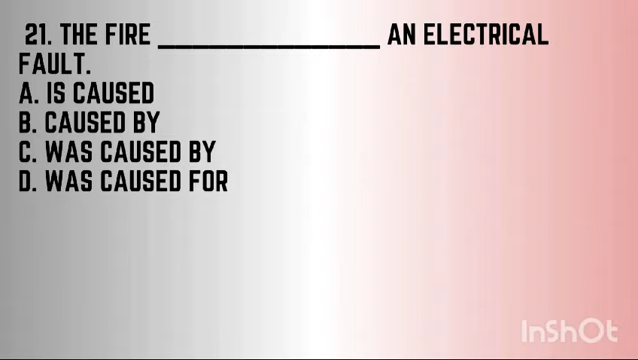 21. THE FIRE ________________ AN ELECTRICAL
FAULT.
A. IS CAUSED
B. CAUSED BY
C. WAS CAUSED BY
D. WAS CAUSED FOR
InShOt